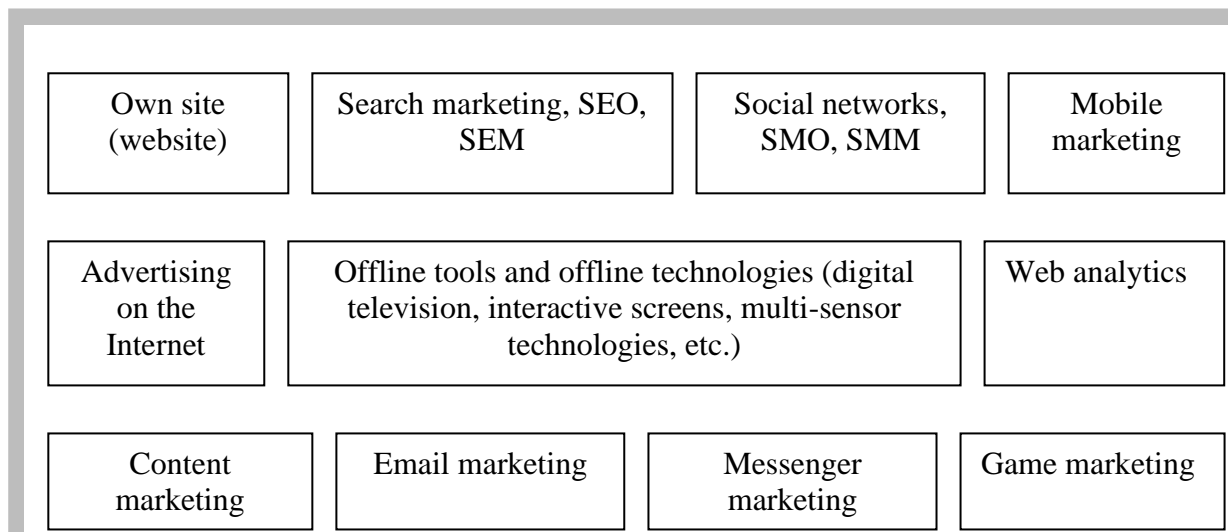 Own site
(website)
Search marketing, SEO,
SEM
Social networks,
SMO, SMM
Mobile
marketing
Advertising
on the
Internet
Offline tools and offline technologies (digital
television, interactive screens, multi-sensor
technologies, etc.)
Web analytics
Content
marketing
Email marketing
Messenger
marketing
Game marketing